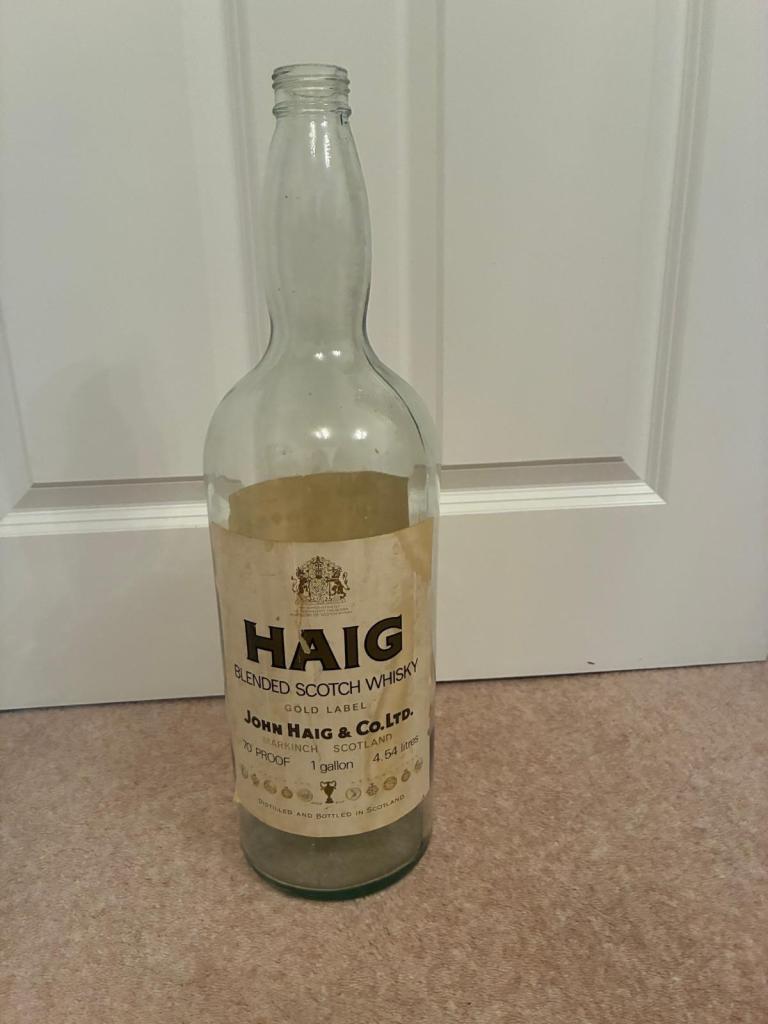 HAIG
BLENDED SCOTCH WHISKY
GOLD LABEL
JOHN HAIG & CO. LTD.
MARKINCH SCOTLAND
70 PROOF 1 gallon 4.54 litres
DISTILLED AND BOTTLED IN SCOTLAND